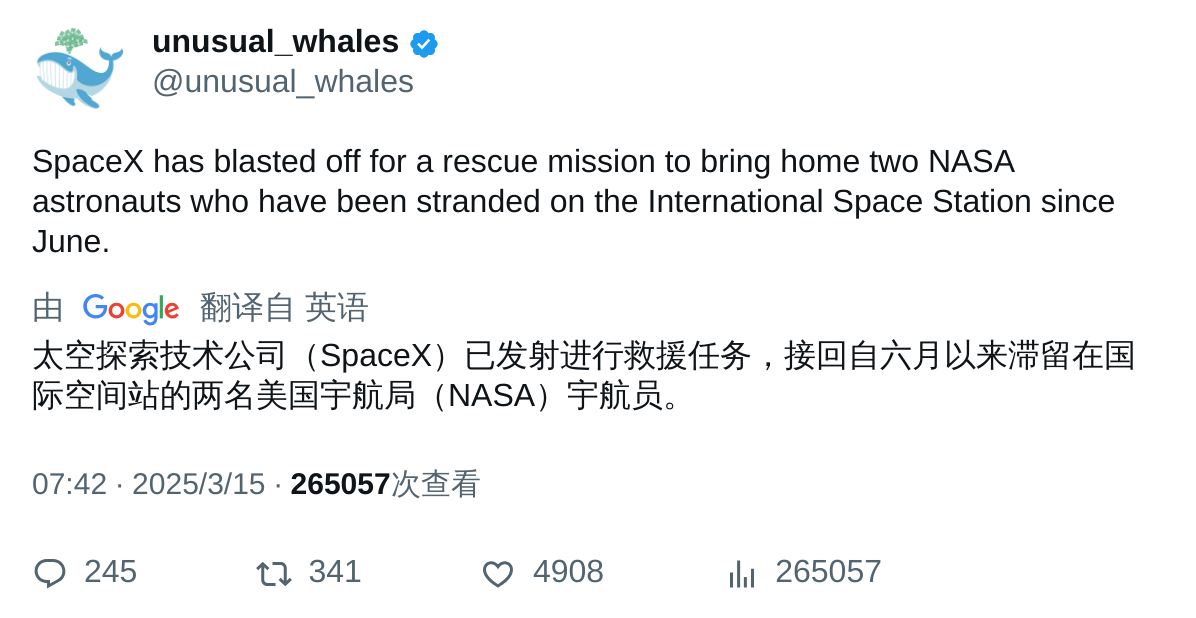 unusual_whales
@unusual_whales
SpaceX has blasted off for a rescue mission to bring home two NASA
astronauts who have been stranded on the International Space Station since
June.
由 Google 翻译自 英语
太空探索技术公司（SpaceX）已发射进行救援任务，接回自六月以来滞留在国
际空间站的两名美国宇航局（NASA）宇航员。
07:42 · 2025/3/15 · 265057次查看
245 341 4908 265057